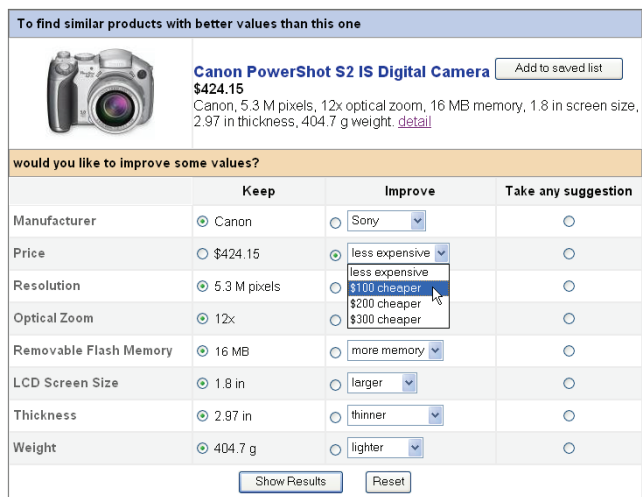 To find similar products with better values than this one
Canon PowerShot S2 IS Digital Camera Add to saved list
$424.15
Canon, 5.3 M pixels, 12x optical zoom, 16 MB memory, 1.8 in screen size,
2.97 in thickness, 404.7 g weight. detail
would you like to improve some values?
Keep Improve Take any suggestion
Manufacturer Canon Sony
Price $424.15 less expensive
less expensive
Resolution 5.3 M pixels $100 cheaper
$200 cheaper
Optical Zoom 12x $300 cheaper
Removable Flash Memory 16 MB more memory
LCD Screen Size 1.8 in larger
Thickness 2.97 in thinner
Weight 404.7 g lighter
Show Results Reset